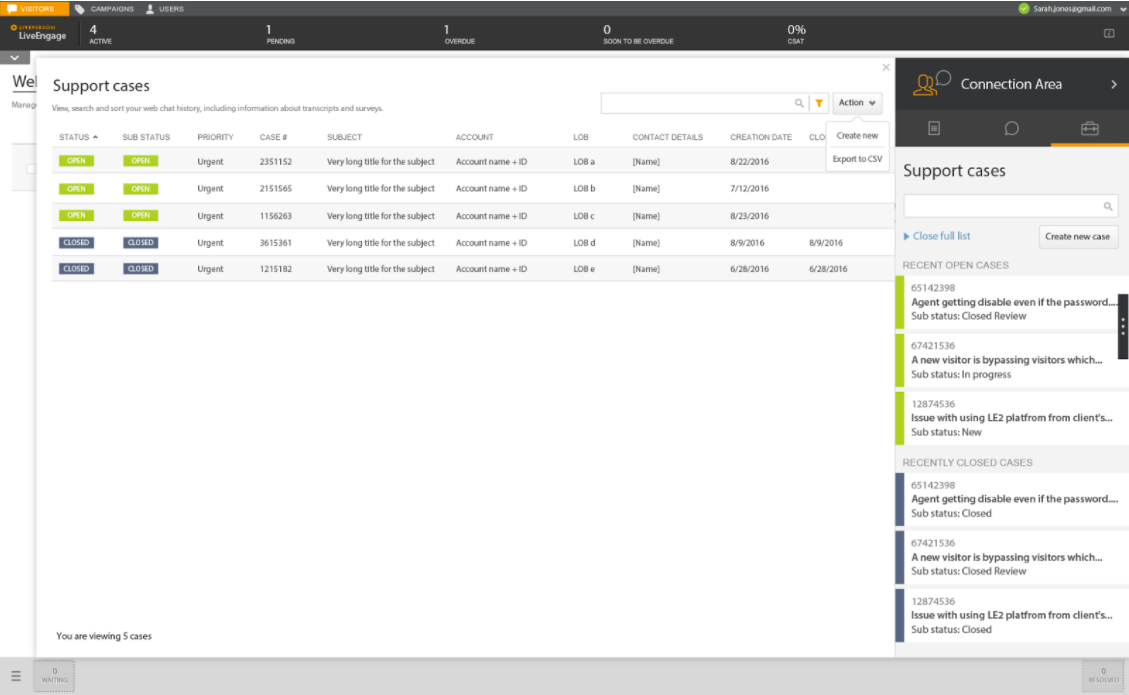 VISITORS CAMPAIGNS USERS Sarah.jones@gmail.com
LIVEPERSON
LiveEngage
4 1 1 0 0%
ACTIVE PENDING OVERDUE SOON TO BE OVERDUE CSAT
Wel
Manag
Support cases
View, search and sort your web chat history, including information about transcripts and surveys.
Action
Create new
Export to CSV
STATUS SUB STATUS PRIORITY CASE # SUBJECT ACCOUNT LOB CONTACT DETAILS CREATION DATE CLO
OPEN OPEN Urgent 2351152 Very long title for the subject Account name + ID LOB a [Name] 8/22/2016
OPEN OPEN Urgent 2151565 Very long title for the subject Account name + ID LOB b [Name] 7/12/2016
OPEN OPEN Urgent 1156263 Very long title for the subject Account name + ID LOB c [Name] 8/23/2016
CLOSED CLOSED Urgent 3615361 Very long title for the subject Account name + ID LOB d [Name] 8/9/2016 8/9/2016
CLOSED CLOSED Urgent 1215182 Very long title for the subject Account name + ID LOB e [Name] 6/28/2016 6/28/2016
You are viewing 5 cases
Connection Area
Support cases
Close full list Create new case
RECENT OPEN CASES
65142398
Agent getting disable even if the password....
Sub status: Closed Review
67421536
A new visitor is bypassing visitors which...
Sub status: In progress
12874536
Issue with using LE2 platfrom from client's...
Sub status: New
RECENTLY CLOSED CASES
65142398
Agent getting disable even if the password....
Sub status: Closed
67421536
A new visitor is bypassing visitors which...
Sub status: Closed Review
12874536
Issue with using LE2 platfrom from client's...
Sub status: Closed
0 0
WAITING RESOLVED